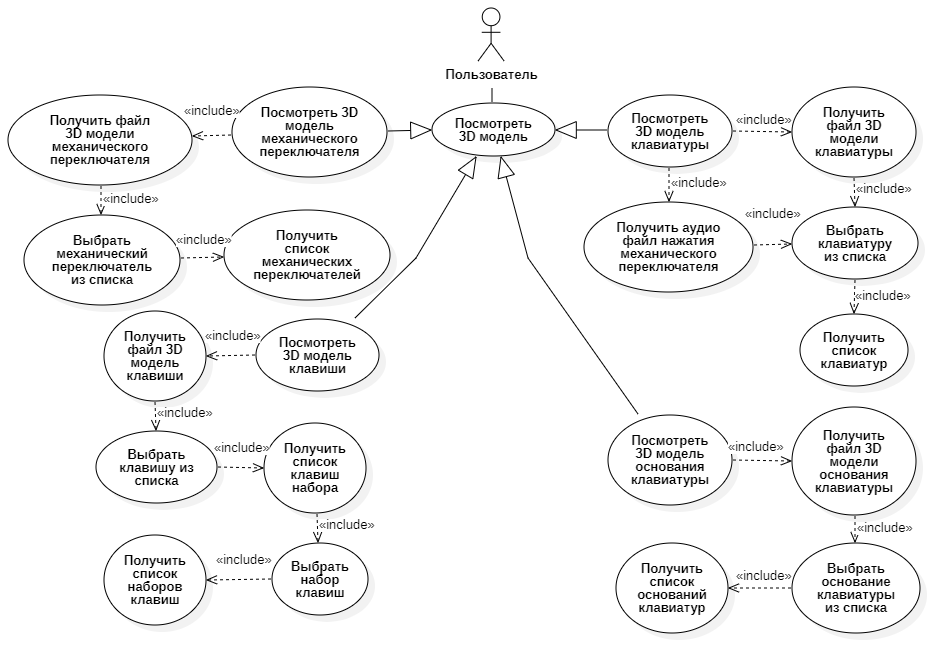 Пользователь
Посмотреть
3D модель
Посмотреть 3D
модель
механического
переключателя
«include»
Получить файл
3D модели
механического
переключателя
«include»
Выбрать
механический
переключатель
из списка
«include»
Получить
список
механических
переключателей
Посмотреть
3D модель
клавиши
«include»
Получить
файл 3D
модель
клавиши
«include»
Выбрать
клавишу из
списка
«include»
Получить
список
клавиш
набора
«include»
Выбрать
набор
клавиш
«include»
Получить
список
наборов
клавиш
Посмотреть
3D модель
клавиатуры
«include»
Получить
файл 3D
модели
клавиатуры
«include»
«include»
Получить аудио
файл нажатия
механического
переключателя
«include»
Выбрать
клавиатуру
из списка
«include»
Получить
список
клавиатур
Посмотреть
3D модель
основания
клавиатуры
«include»
Получить
файл 3D
модели
основания
клавиатуры
«include»
Выбрать
основание
клавиатуры
из списка
«include»
Получить
список
оснований
клавиатур